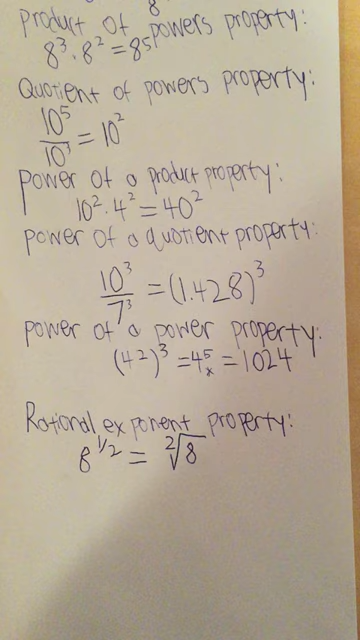 8
product of powers property:
8³ · 8² = 8⁵
Quotient of powers property:
10⁵/10³ = 10²
power of a product property:
10² · 4² = 40²
power of a quotient property:
10³/7³ = (1.428)³
power of a power property:
(42)³ = 4⁵ₓ = 1024
Rational exponent property:
8^1/2 = ²√8